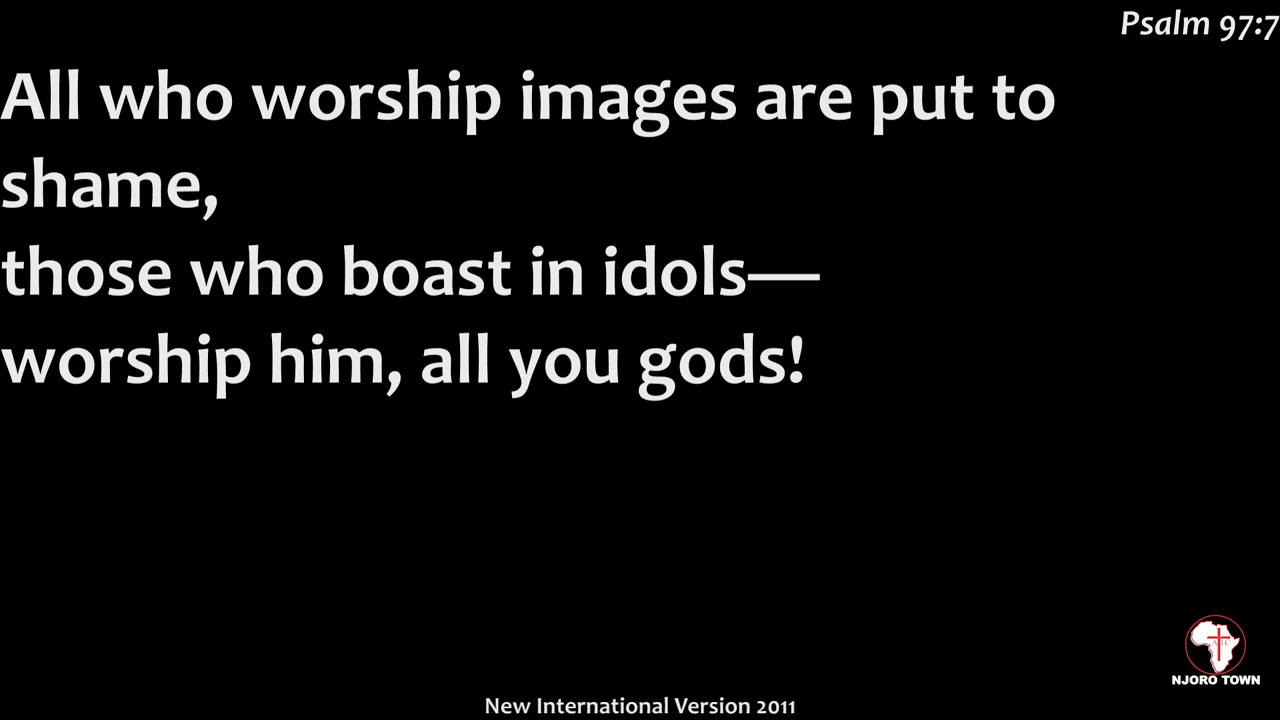 Psalm 97:7
All who worship images are put to
shame,
those who boast in idols—
worship him, all you gods!
NJORO TOWN
New International Version 2011